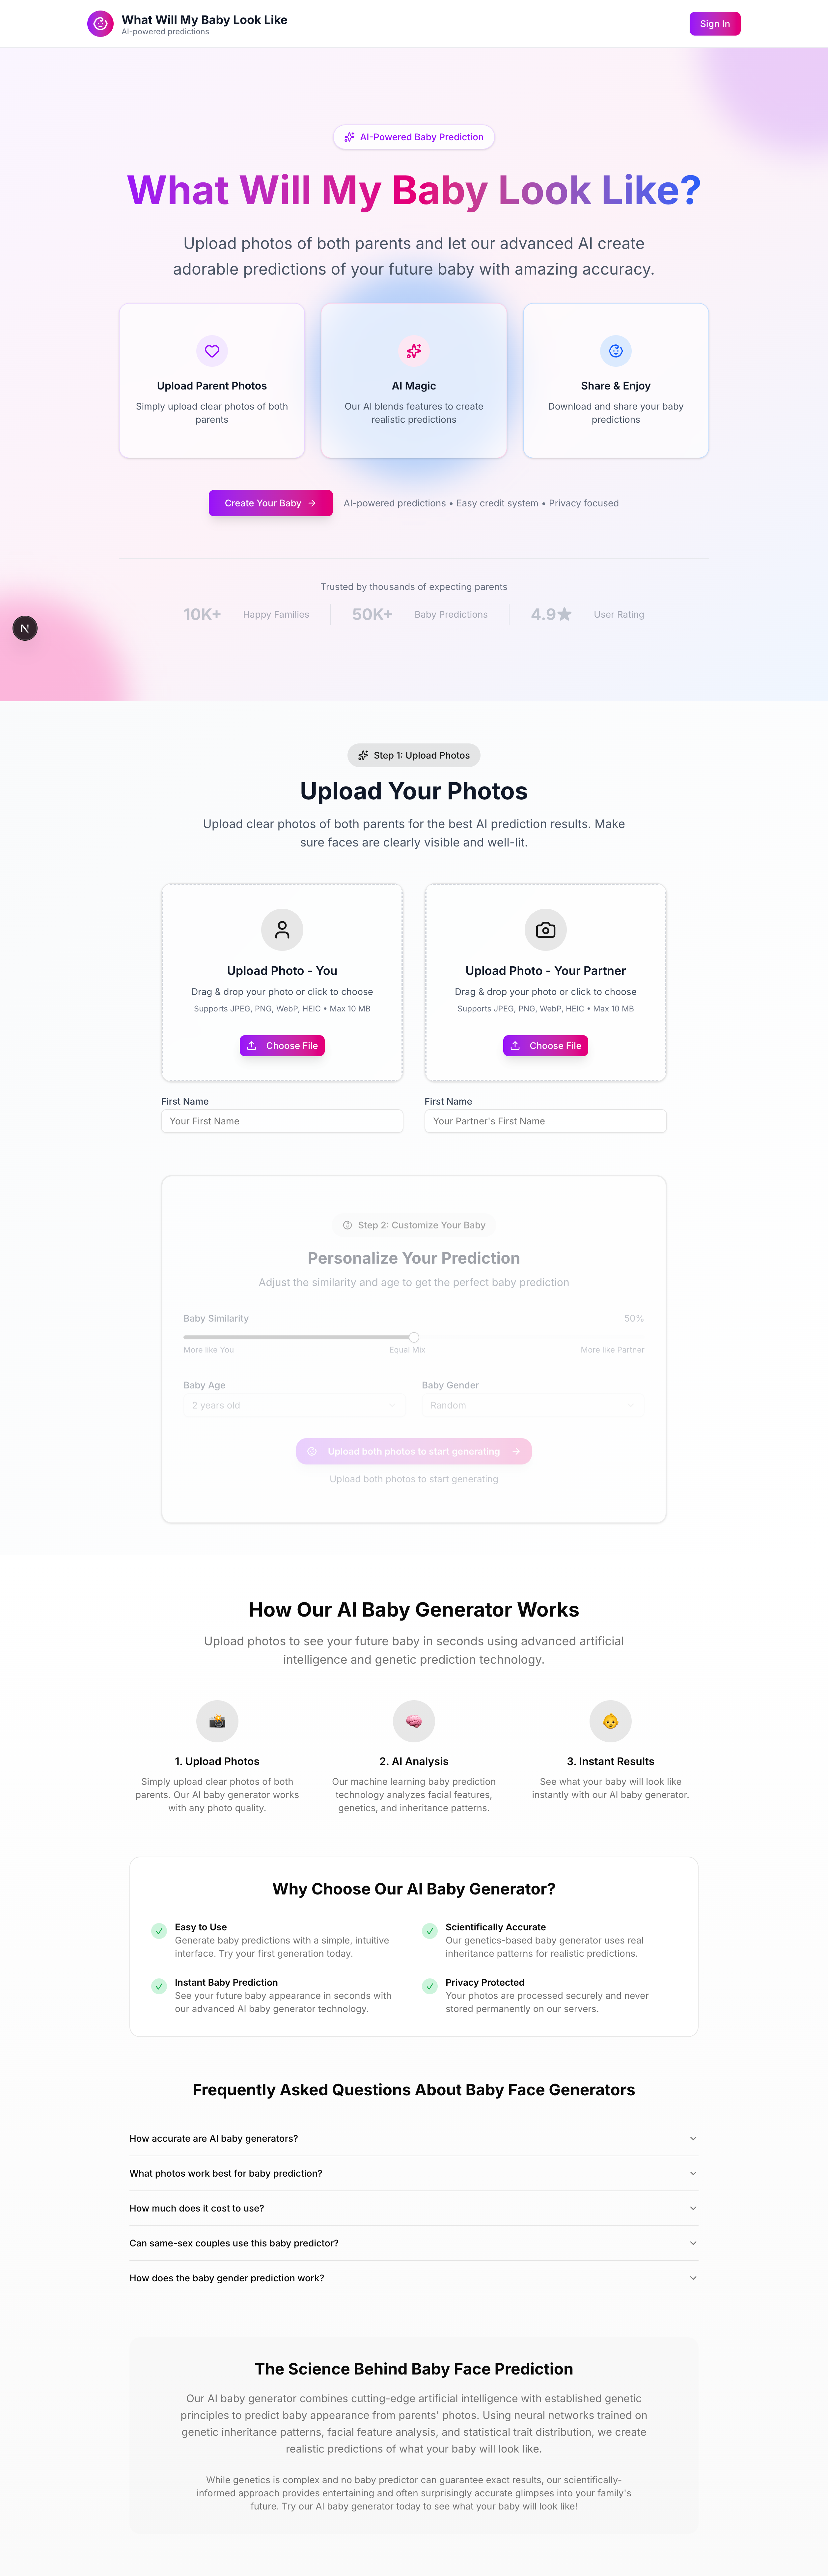 What Will My Baby Look Like
AI-powered predictions
Sign In
AI-Powered Baby Prediction
What Will My Baby Look Like?
Upload photos of both parents and let our advanced AI create
adorable predictions of your future baby with amazing accuracy.
Upload Parent Photos
Simply upload clear photos of both
parents
AI Magic
Our AI blends features to create
realistic predictions
Share & Enjoy
Download and share your baby
predictions
Create Your Baby →
AI-powered predictions • Easy credit system • Privacy focused
Trusted by thousands of expecting parents
10K+ Happy Families
50K+ Baby Predictions
4.9★ User Rating
N
Step 1: Upload Photos
Upload Your Photos
Upload clear photos of both parents for the best AI prediction results. Make
sure faces are clearly visible and well-lit.
Upload Photo - You
Drag & drop your photo or click to choose
Supports JPEG, PNG, WebP, HEIC • Max 10 MB
Choose File
First Name
Your First Name
Upload Photo - Your Partner
Drag & drop your photo or click to choose
Supports JPEG, PNG, WebP, HEIC • Max 10 MB
Choose File
First Name
Your Partner's First Name
Step 2: Customize Your Baby
Personalize Your Prediction
Adjust the similarity and age to get the perfect baby prediction
Baby Similarity 50%
More like You Equal Mix More like Partner
Baby Age
2 years old
Baby Gender
Random
Upload both photos to start generating →
Upload both photos to start generating
How Our AI Baby Generator Works
Upload photos to see your future baby in seconds using advanced artificial
intelligence and genetic prediction technology.
1. Upload Photos
Simply upload clear photos of both
parents. Our AI baby generator works
with any photo quality.
2. AI Analysis
Our machine learning baby prediction
technology analyzes facial features,
genetics, and inheritance patterns.
3. Instant Results
See what your baby will look like
instantly with our AI baby generator.
Why Choose Our AI Baby Generator?
Easy to Use
Generate baby predictions with a simple, intuitive
interface. Try your first generation today.
Scientifically Accurate
Our genetics-based baby generator uses real
inheritance patterns for realistic predictions.
Instant Baby Prediction
See your future baby appearance in seconds with
our advanced AI baby generator technology.
Privacy Protected
Your photos are processed securely and never
stored permanently on our servers.
Frequently Asked Questions About Baby Face Generators
How accurate are AI baby generators?
What photos work best for baby prediction?
How much does it cost to use?
Can same-sex couples use this baby predictor?
How does the baby gender prediction work?
The Science Behind Baby Face Prediction
Our AI baby generator combines cutting-edge artificial intelligence with established genetic
principles to predict baby appearance from parents' photos. Using neural networks trained on
genetic inheritance patterns, facial feature analysis, and statistical trait distribution, we create
realistic predictions of what your baby will look like.
While genetics is complex and no baby predictor can guarantee exact results, our scientifically-
informed approach provides entertaining and often surprisingly accurate glimpses into your family's
future. Try our AI baby generator today to see what your baby will look like!